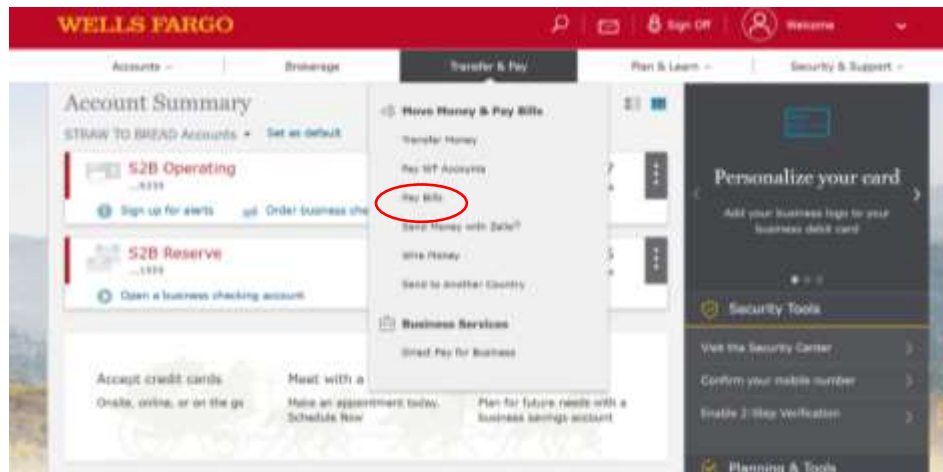 WELLS FARGO
Sign Off
Welcome
Accounts
Brokerage
Transfer & Pay
Plan & Learn
Security & Support
Account Summary
STRAW TO BREAD Accounts
Set as default
S2B Operating
Sign up for alerts
Order business che
S2B Reserve
Open a business checking account
Move Money & Pay Bills
Transfer Money
Pay WF Accounts
Pay Bills
Send Money with Zelle®
Wire Money
Send to Another Country
Business Services
Direct Pay for Business
Accept credit cards
Onsite, online, or on the go
Meet with a
Make an appointment today.
Schedule Now
Plan for future needs with a
business savings account
Personalize your card
Add your business logo to your
business debit card
Security Tools
Visit the Security Center
Confirm your mobile number
Enable 2-Step Verification
Planning & Tools